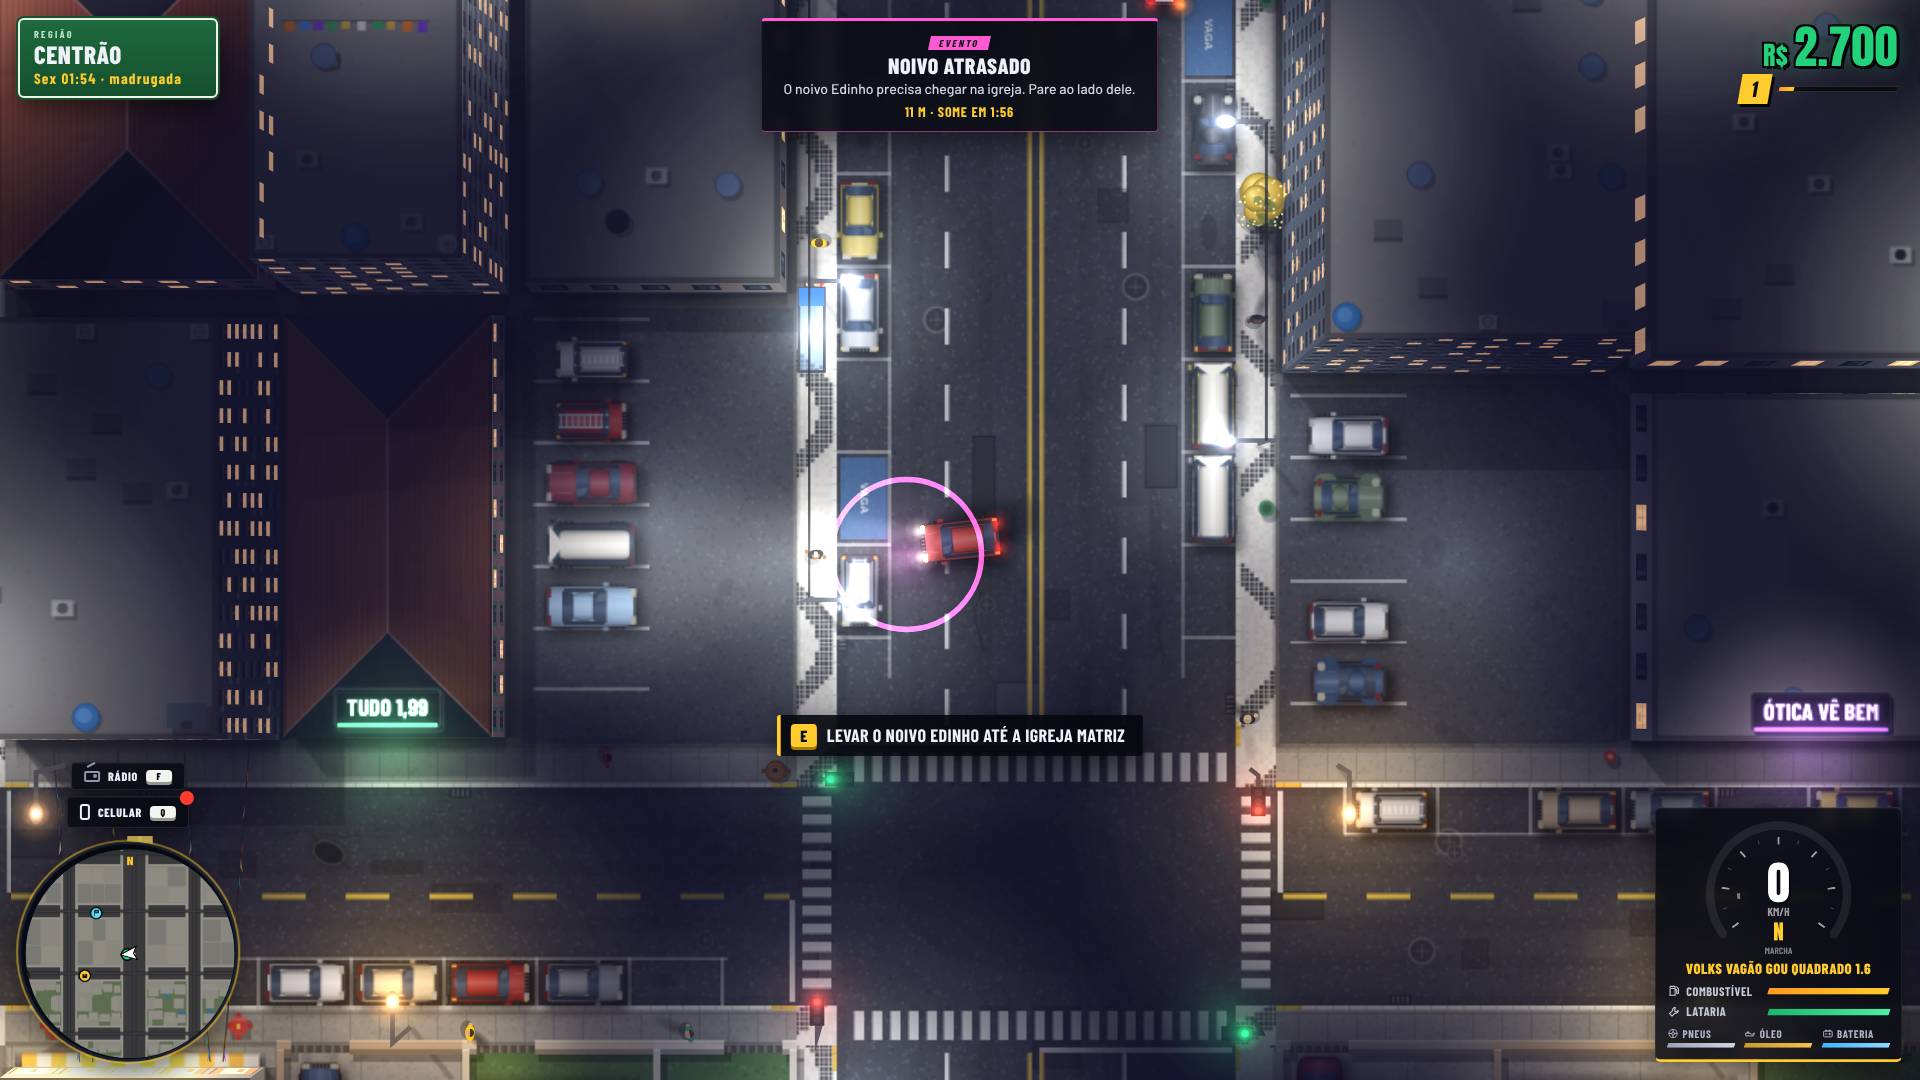 REGIÃO
CENTRÃO
Sex 01:54 · madrugada
EVENTO
NOIVO ATRASADO
O noivo Edinho precisa chegar na igreja. Pare ao lado dele.
11 M · SOME EM 1:56
R$ 2.700
1
VAGA
VAGA
TUDO 1,99
ÓTICA VÊ BEM
E LEVAR O NOIVO EDINHO ATÉ A IGREJA MATRIZ
RÁDIO F
CELULAR Q
N
P
0
KM/H
N
MARCHA
VOLKS VAGÃO GOU QUADRADO 1.6
COMBUSTÍVEL
LATARIA
PNEUS ÓLEO BATERIA